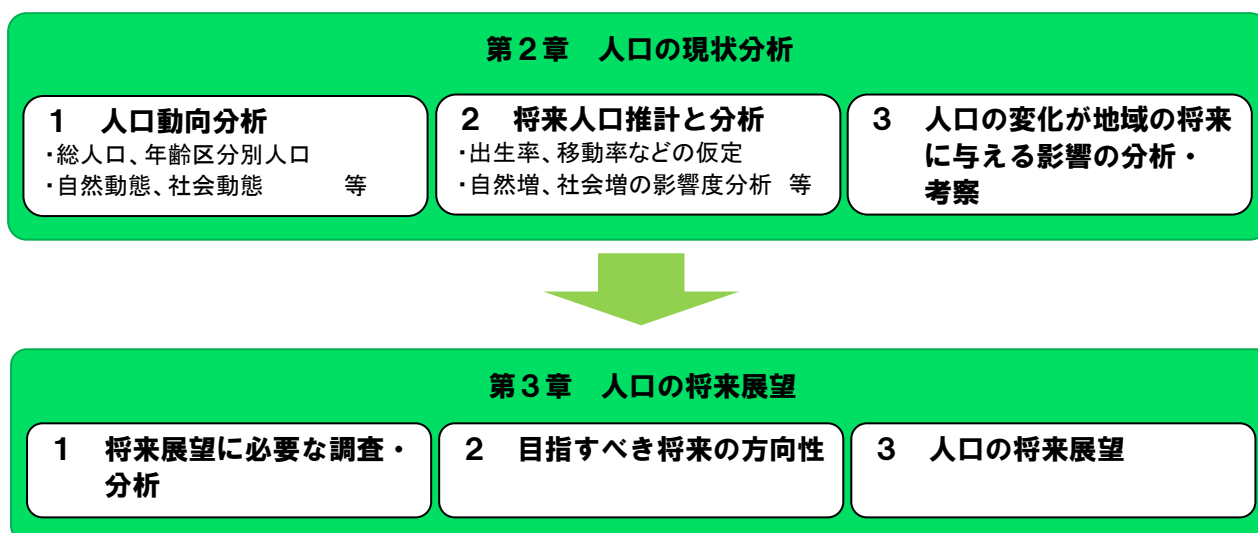 第２章　人口の現状分析
１　人口動向分析
・総人口、年齢区分別人口
・自然動態、社会動態　　　　等
２　将来人口推計と分析
・出生率、移動率などの仮定
・自然増、社会増の影響度分析　等
３　人口の変化が地域の将来
に与える影響の分析・
考察
第３章　人口の将来展望
１　将来展望に必要な調査・
分析
２　目指すべき将来の方向性
３　人口の将来展望